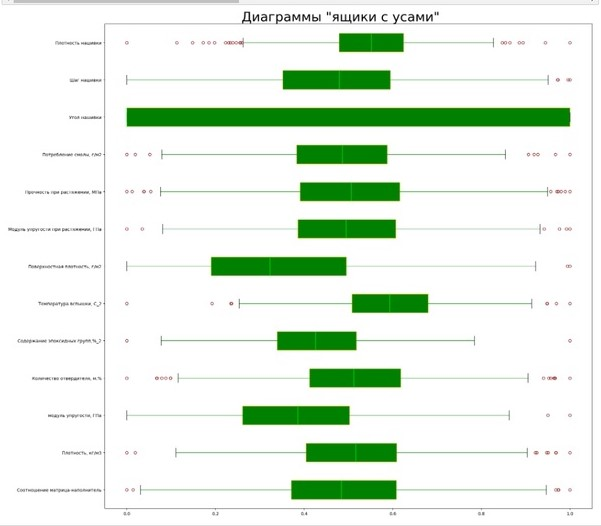 Диаграммы "ящики с усами"
Плотность нашивки
Шаг нашивки
Угол нашивки
Потребление смолы, г/м2
Прочность при растяжении, МПа
Модуль упругости при растяжении, ГПа
Поверхностная плотность, г/м2
Температура вспышки, С_2
Содержание эпоксидных групп,%_2
Количество отвердителя, м.%
модуль упругости, ГПа
Плотность, кг/м3
Соотношение матрица-наполнитель
0.0 0.2 0.4 0.6 0.8 1.0